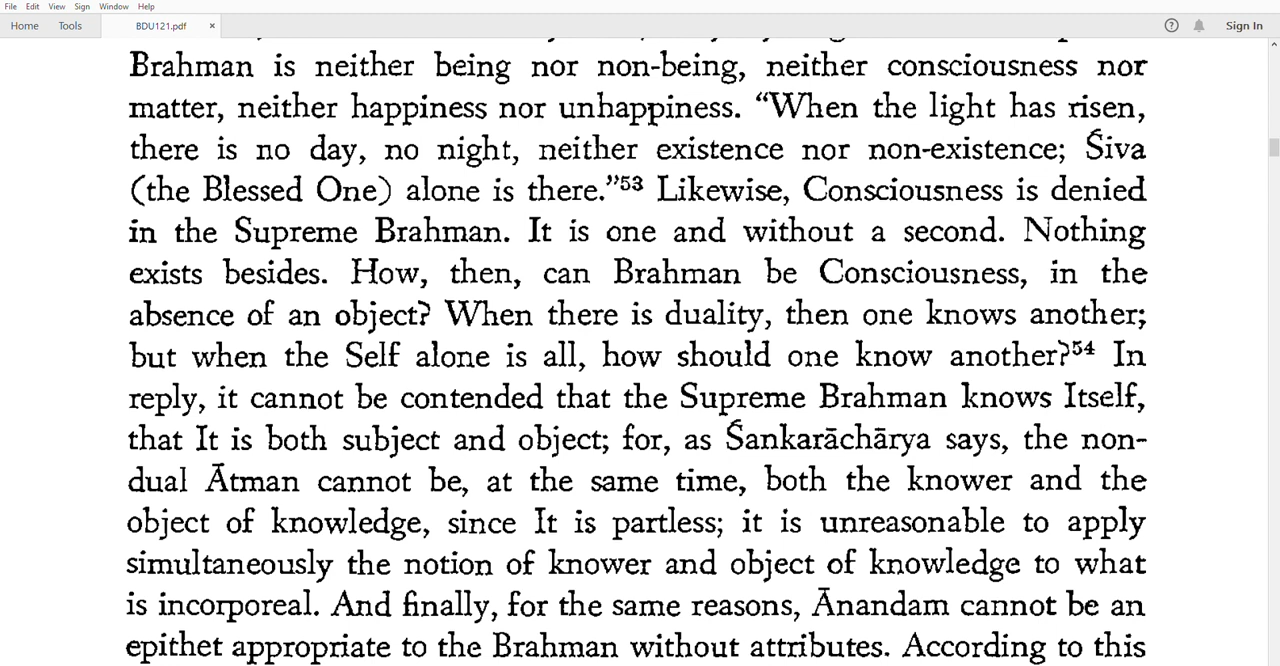 File Edit View Sign Window Help
Home Tools BDU121.pdf × ? Sign In
Brahman is neither being nor non-being, neither consciousness nor
matter, neither happiness nor unhappiness. “When the light has risen,
there is no day, no night, neither existence nor non-existence; Śiva
(the Blessed One) alone is there.”53 Likewise, Consciousness is denied
in the Supreme Brahman. It is one and without a second. Nothing
exists besides. How, then, can Brahman be Consciousness, in the
absence of an object? When there is duality, then one knows another;
but when the Self alone is all, how should one know another?54 In
reply, it cannot be contended that the Supreme Brahman knows Itself,
that It is both subject and object; for, as Śankarāchārya says, the non-
dual Ātman cannot be, at the same time, both the knower and the
object of knowledge, since It is partless; it is unreasonable to apply
simultaneously the notion of knower and object of knowledge to what
is incorporeal. And finally, for the same reasons, Ānandam cannot be an
epithet appropriate to the Brahman without attributes. According to this